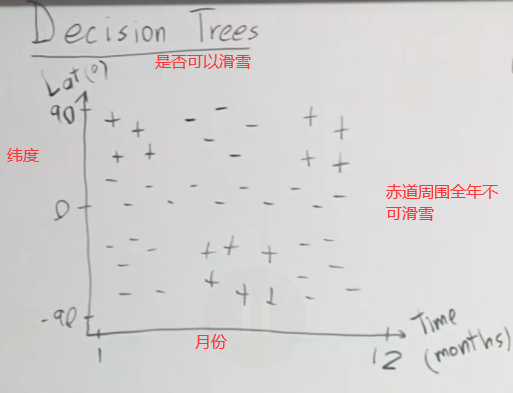 Decision Trees
是否可以滑雪
Lat(°)
90
纬度
0
赤道周围全年不
可滑雪
-90
月份
1
12
Time
(months)